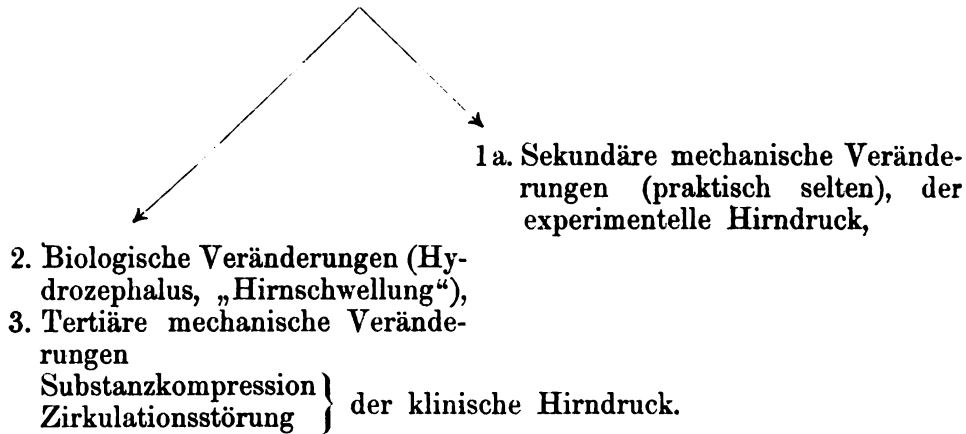 1a. Sekundäre mechanische Verände-
rungen (praktisch selten), der
experimentelle Hirndruck,
2. Biologische Veränderungen (Hy-
drozephalus, „Hirnschwellung“),
3. Tertiäre mechanische Verände-
rungen
Substanzkompression
Zirkulationsstörung } der klinische Hirndruck.